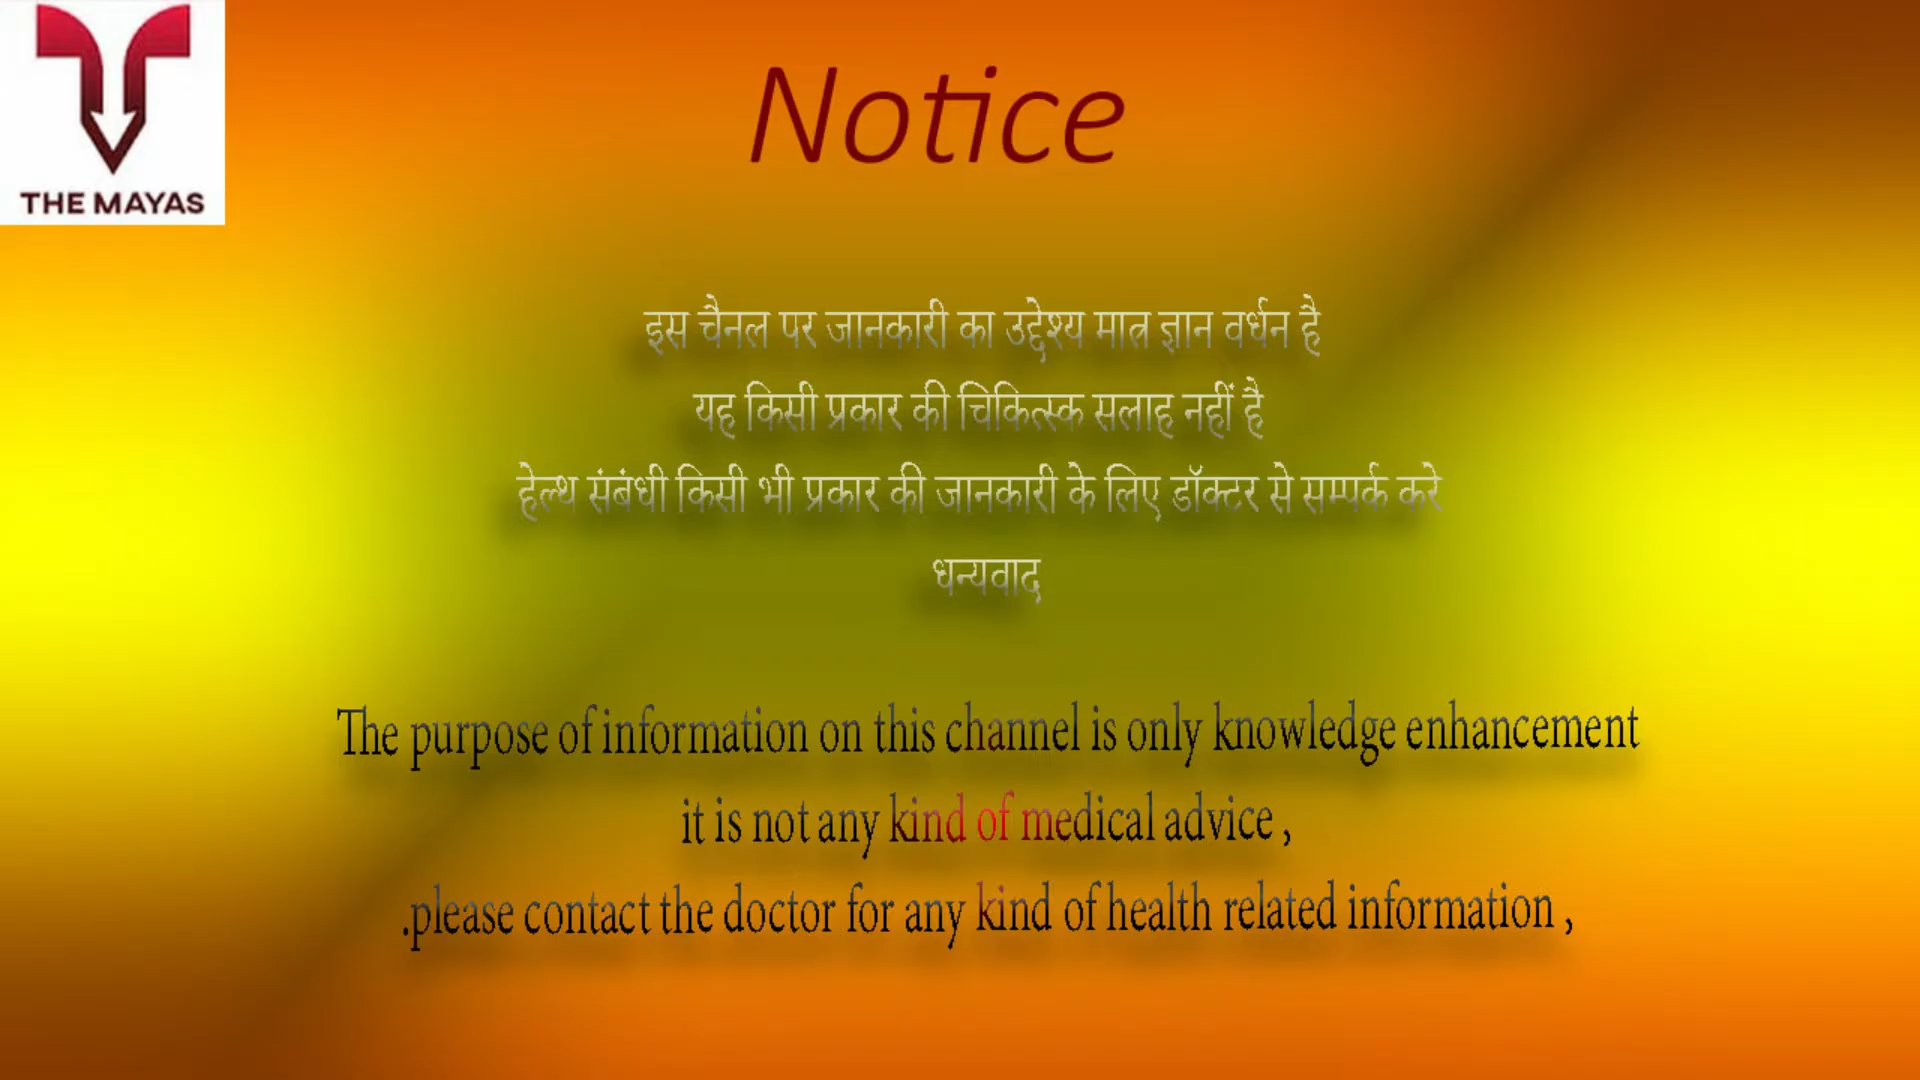 THE MAYAS
Notice
इस चैनल पर जानकारी का उद्देश्य मात्र ज्ञान वर्धन है
यह किसी प्रकार की चिकित्स्क सलाह नहीं है
हेल्थ संबंधी किसी भी प्रकार की जानकारी के लिए डॉक्टर से सम्पर्क करे
धन्यवाद
The purpose of information on this channel is only knowledge enhancement
it is not any kind of medical advice ,
.please contact the doctor for any kind of health related information ,